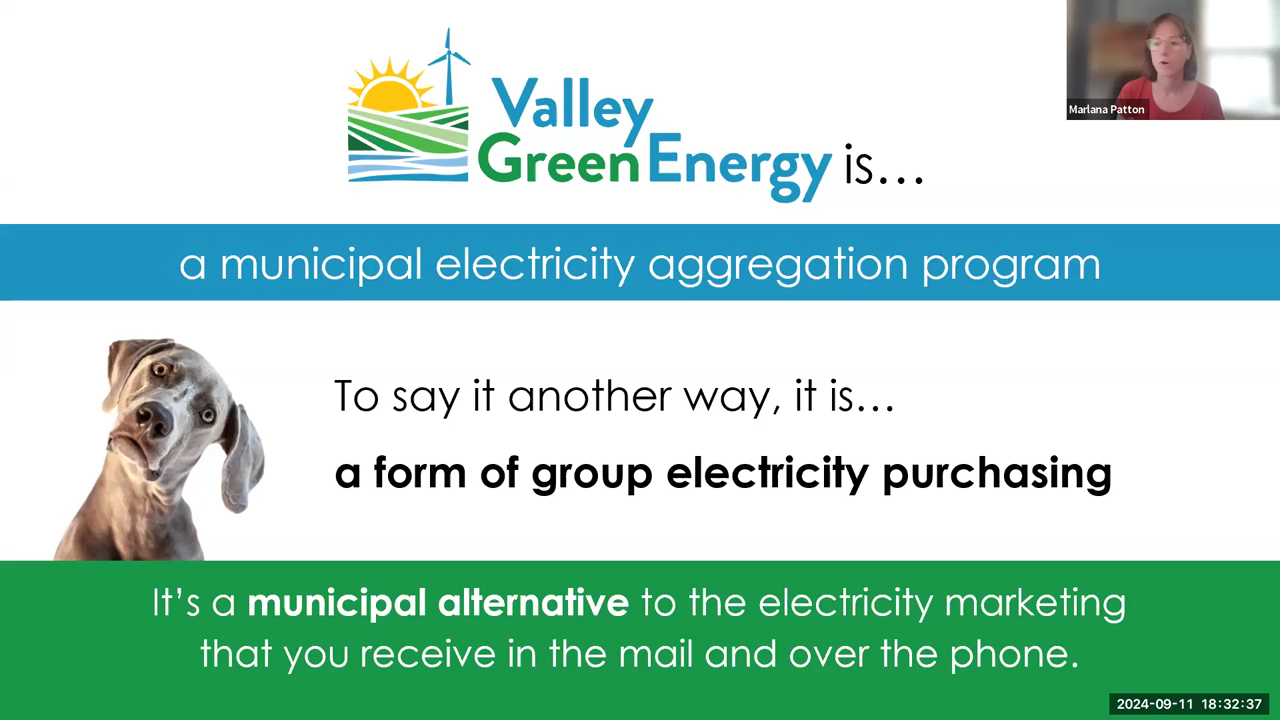 Marlana Patton
Valley
Green Energy is…
a municipal electricity aggregation program
To say it another way, it is…
a form of group electricity purchasing
It’s a municipal alternative to the electricity marketing
that you receive in the mail and over the phone.
2024-09-11 18:32:37